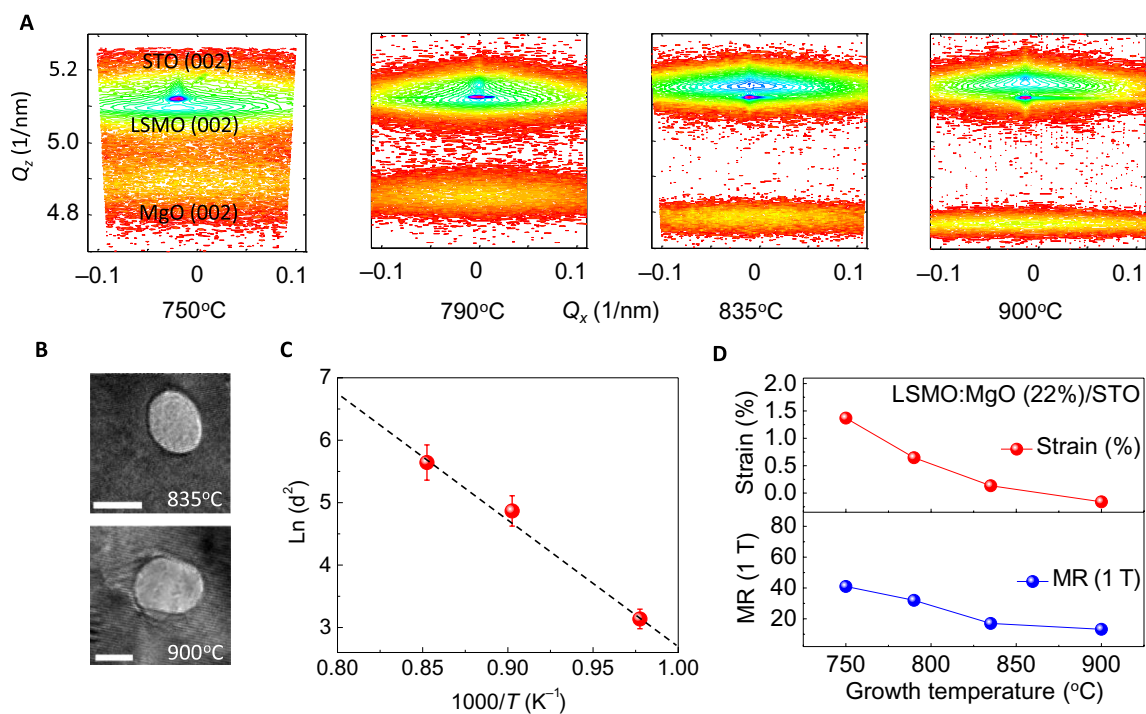 A
Q_z (1/nm)
5.2
5.0
4.8
STO (002)
LSMO (002)
MgO (002)
–0.1 0 0.1
–0.1 0 0.1
–0.1 0 0.1
–0.1 0 0.1
750°C 790°C Q_x (1/nm) 835°C 900°C
B
835°C
900°C
C
Ln (d²)
7
6
5
4
3
0.80 0.85 0.90 0.95 1.00
1000/T (K⁻¹)
D
LSMO:MgO (22%)/STO
Strain (%)
Strain (%)
2.0
1.5
1.0
0.5
0.0
MR (1 T)
MR (1 T)
80
60
40
20
750 800 850 900
Growth temperature (°C)